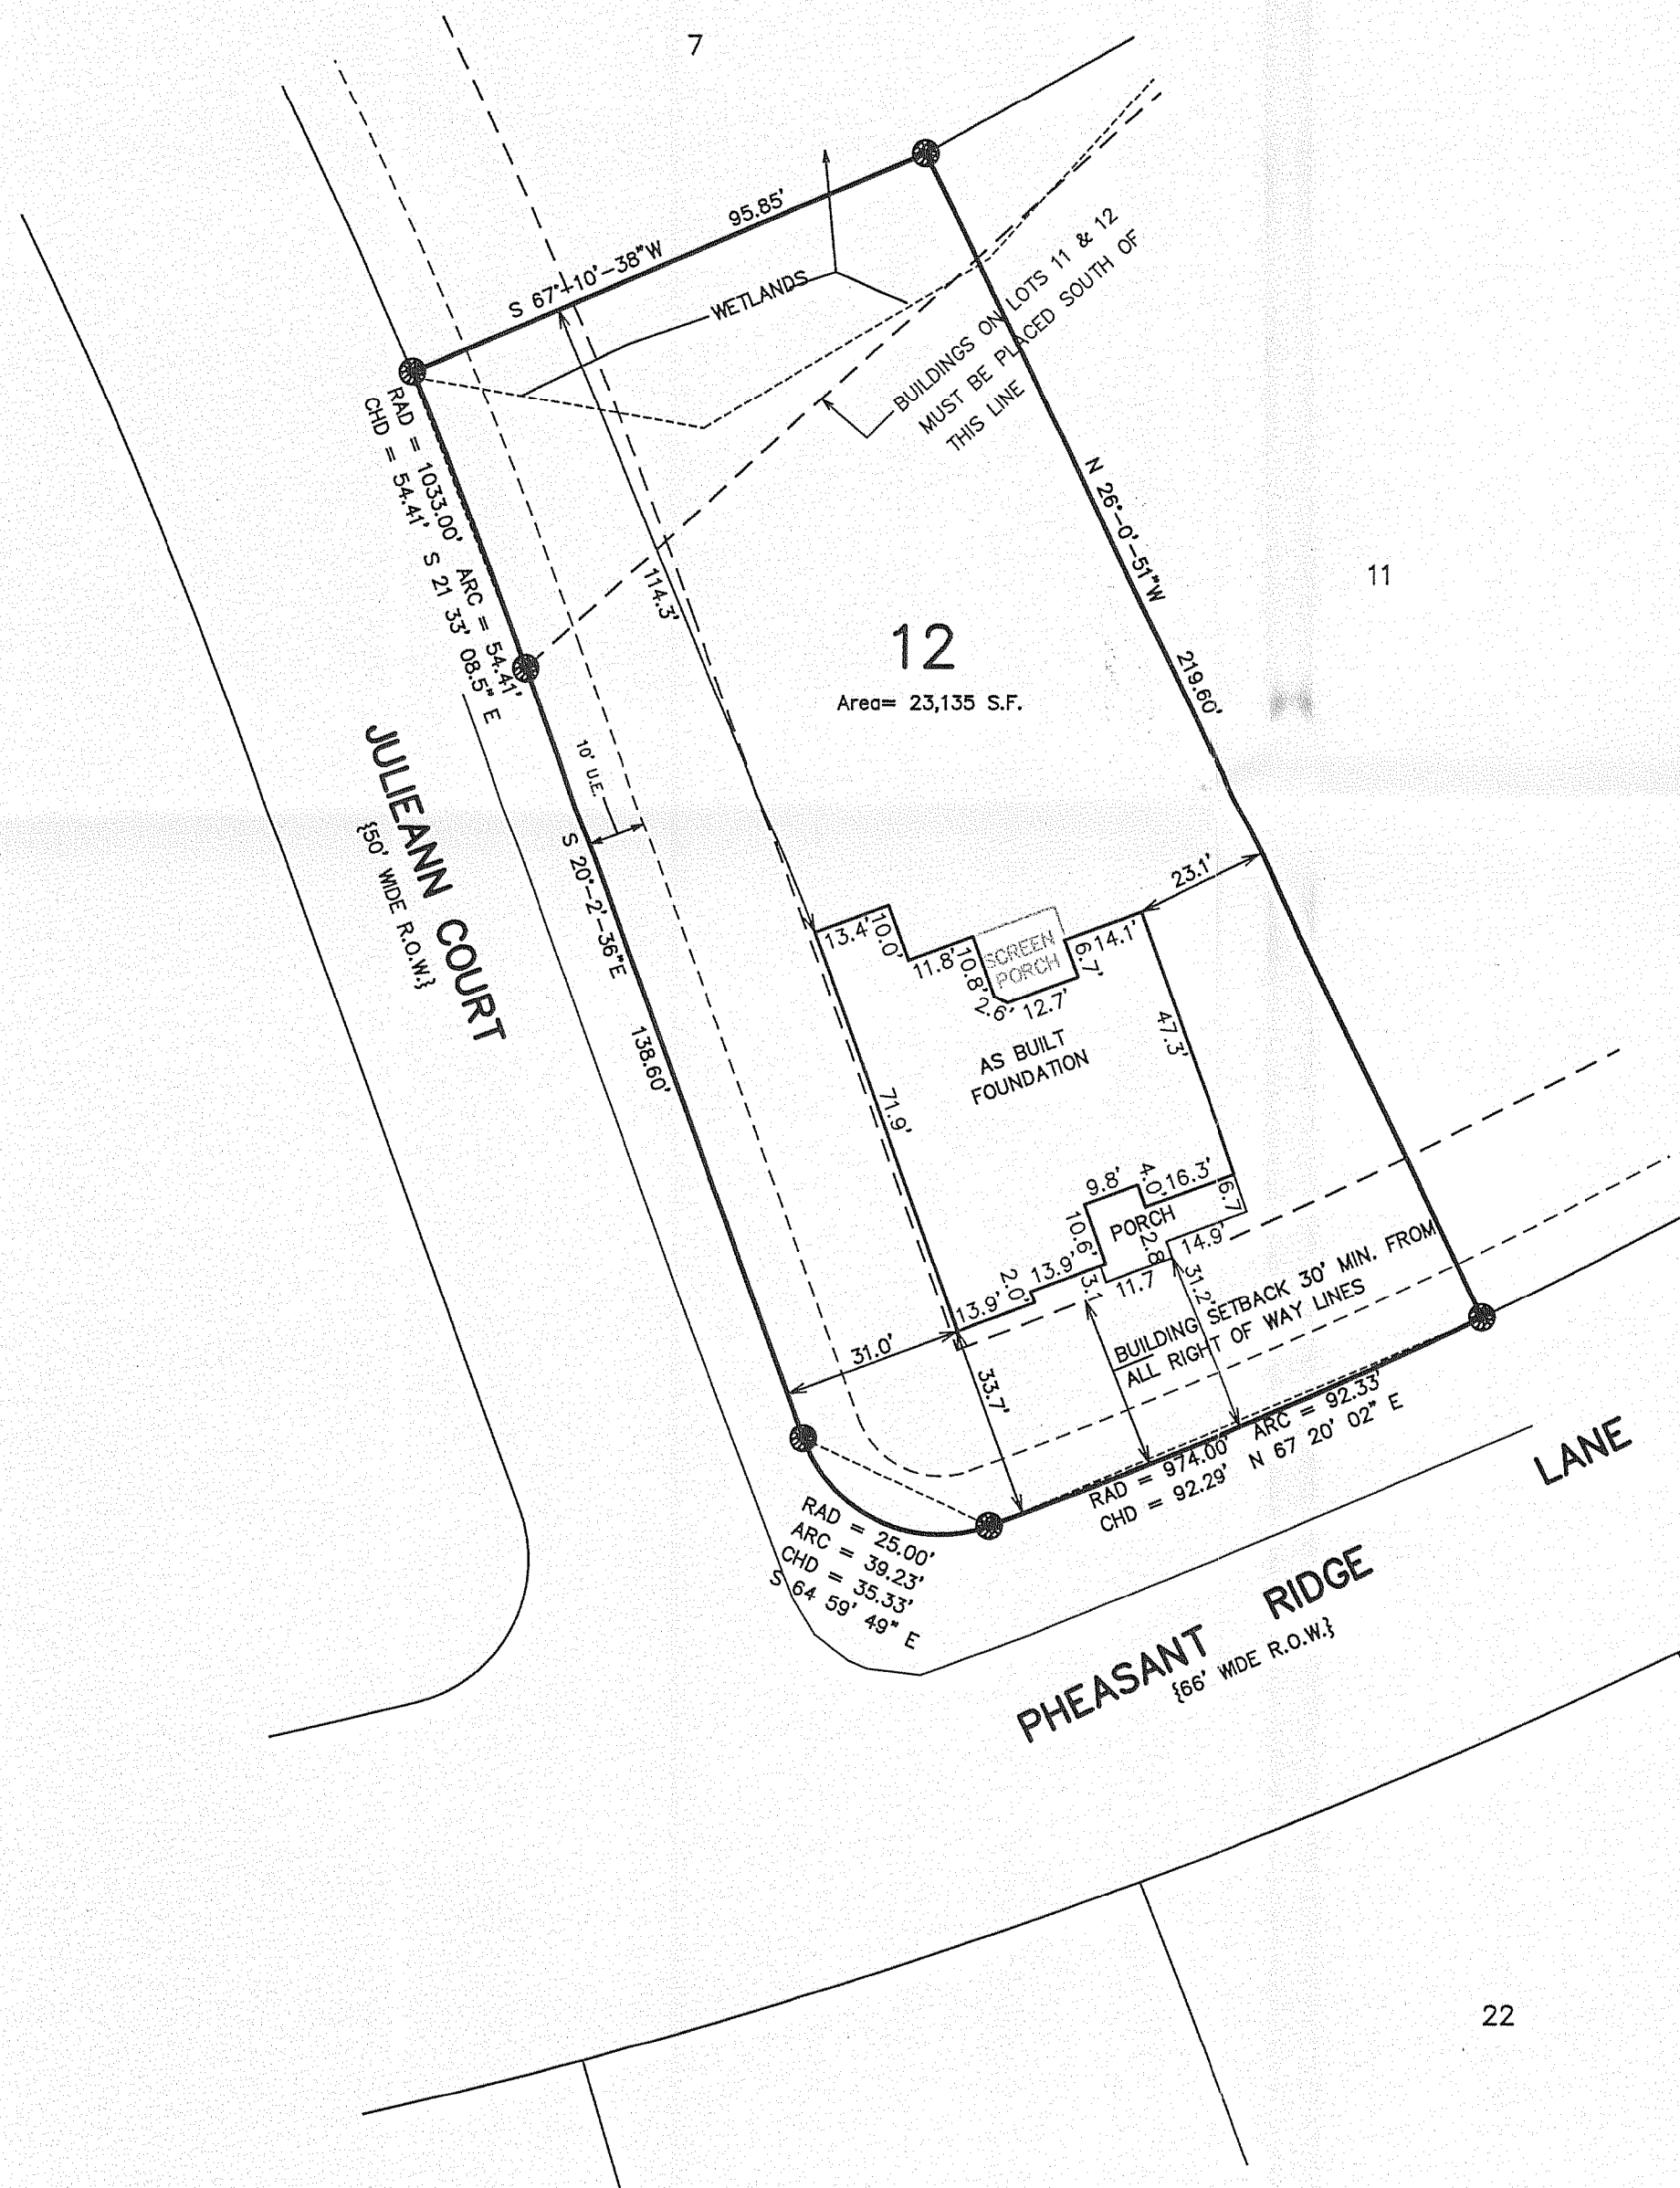 7
95.85'
S 67°-10'-38"W
WETLANDS
BUILDINGS ON LOTS 11 & 12
MUST BE PLACED SOUTH OF
THIS LINE
RAD = 1033.00' ARC = 54.41'
CHD = 54.41' S 21 33' 08.5" E
N 26°-0'-51"W
219.60'
11
114.3'
12
Area= 23,135 S.F.
10' U.E.
JULIEANN COURT
{50' WIDE R.O.W.}
S 20°-2'-36"E
138.60'
23.1'
13.4'
10.0'
11.8'
10.8'
SCREEN
PORCH
14.1'
6.7'
2.6'
12.7'
AS BUILT
FOUNDATION
47.3'
71.9'
9.8'
4.0'
16.3'
6.7
PORCH
10.6'
2.8
14.9'
13.9'
2.0'
13.9'
3.1
11.7
31.2'
31.0'
33.7'
BUILDING SETBACK 30' MIN. FROM
ALL RIGHT OF WAY LINES
RAD = 974.00' ARC = 92.33'
CHD = 92.29' N 67 20' 02" E
RAD = 25.00'
ARC = 39.23'
CHD = 35.33'
S 64 59' 49" E
PHEASANT RIDGE LANE
{66' WIDE R.O.W.}
22